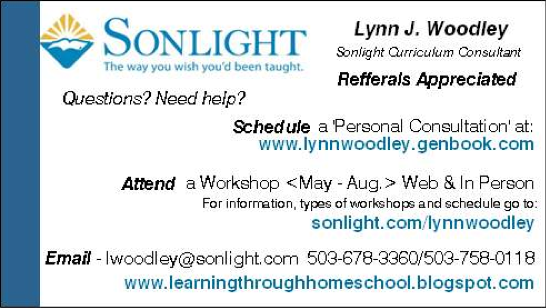 SONLIGHT
The way you wish you'd been taught.
Lynn J. Woodley
Sonlight Curriculum Consultant
Refferals Appreciated
Questions? Need help?
Schedule a 'Personal Consultation' at:
www.lynnwoodley.genbook.com
Attend a Workshop <May - Aug.> Web & In Person
For information, types of workshops and schedule go to:
sonlight.com/lynnwoodley
Email - lwoodley@sonlight.com 503-678-3360/503-758-0118
www.learningthroughhomeschool.blogspot.com